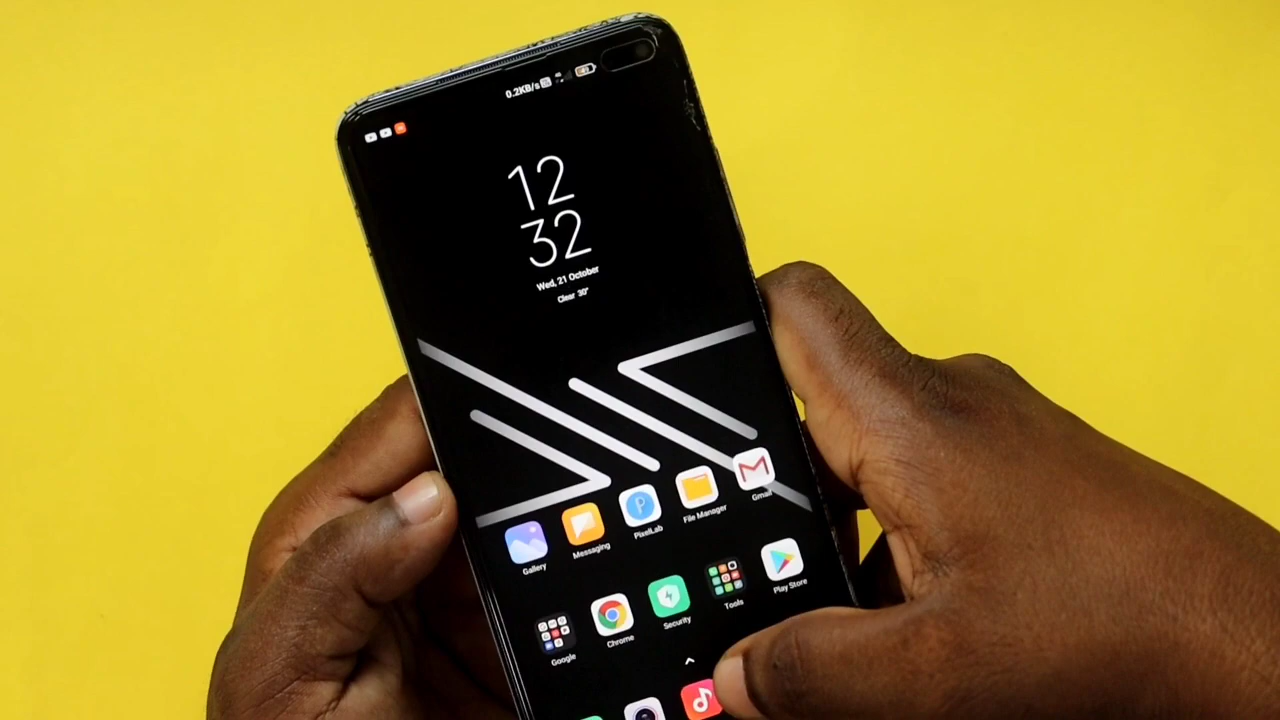 0.2KB/s
12
32
Wed, 21 October
Clear 30°
Gallery
Messaging
PixelLab
File Manager
Gmail
Google
Chrome
Security
Tools
Play Store